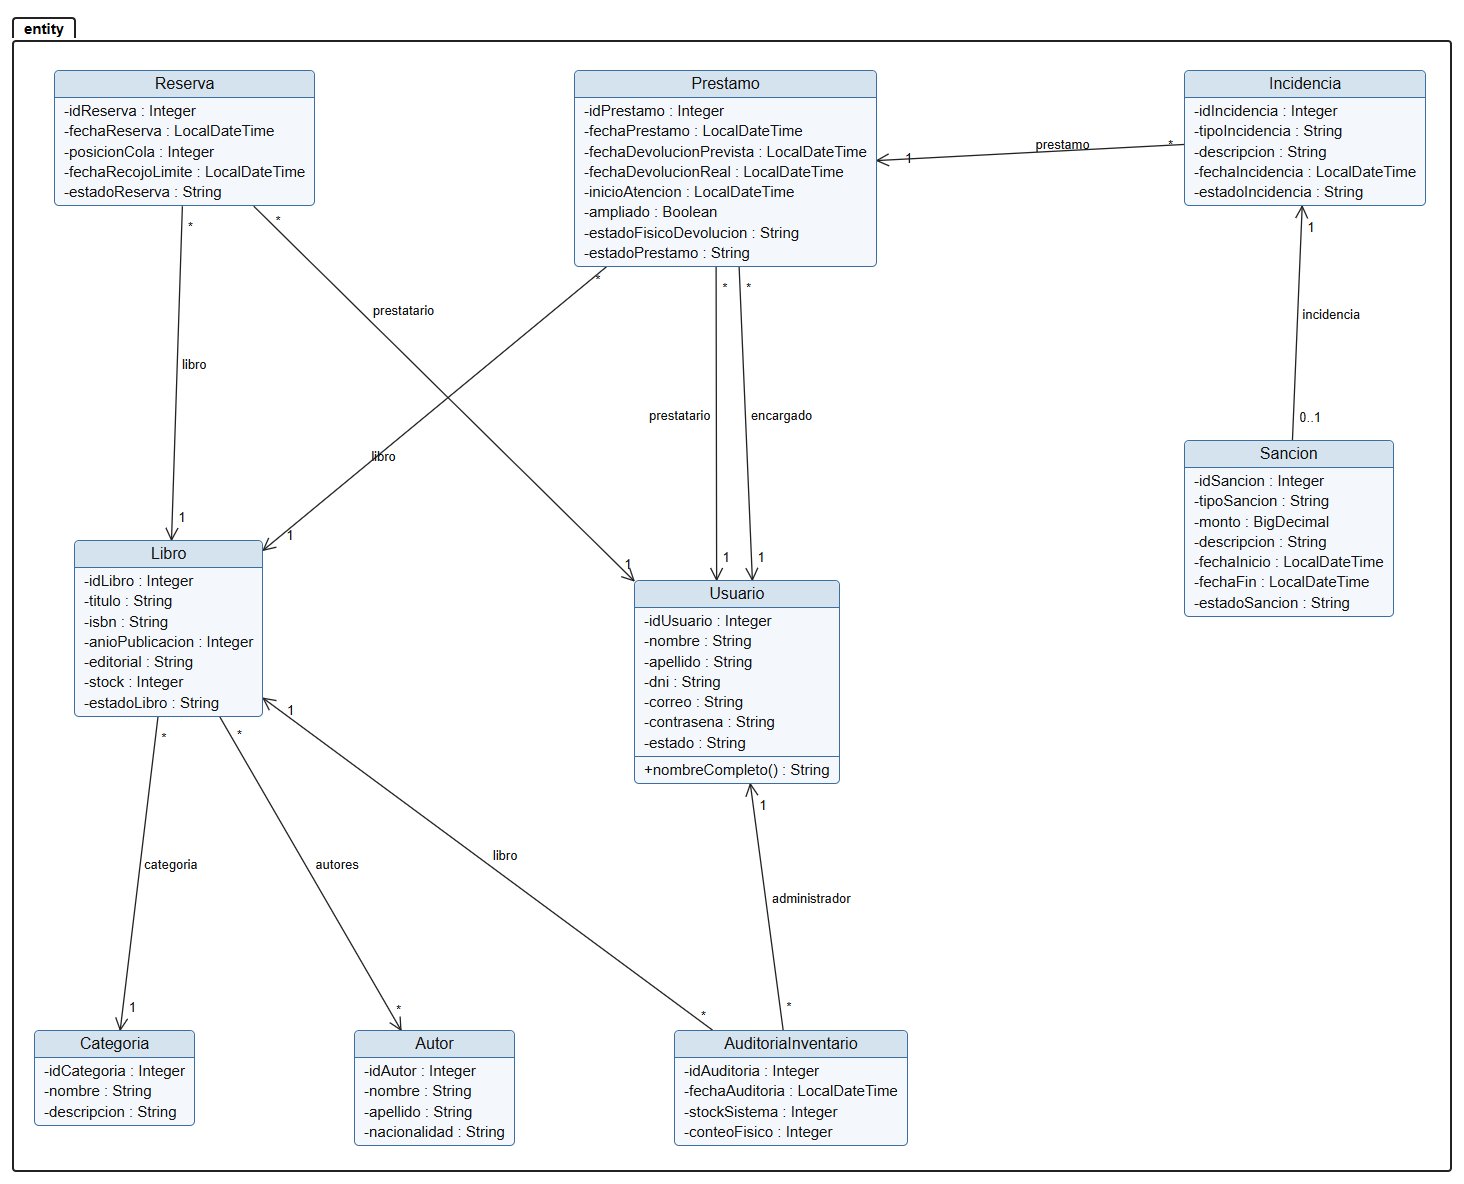 entity
Reserva
-idReserva : Integer
-fechaReserva : LocalDateTime
-posicionCola : Integer
-fechaRecojoLimite : LocalDateTime
-estadoReserva : String
Prestamo
-idPrestamo : Integer
-fechaPrestamo : LocalDateTime
-fechaDevolucionPrevista : LocalDateTime
-fechaDevolucionReal : LocalDateTime
-inicioAtencion : LocalDateTime
-ampliado : Boolean
-estadoFisicoDevolucion : String
-estadoPrestamo : String
Incidencia
-idIncidencia : Integer
-tipoIncidencia : String
-descripcion : String
-fechaIncidencia : LocalDateTime
-estadoIncidencia : String
1
prestamo
*
*
*
*
*
*
1
prestatario
incidencia
libro
prestatario
encargado
0..1
libro
Sancion
-idSancion : Integer
-tipoSancion : String
-monto : BigDecimal
-descripcion : String
-fechaInicio : LocalDateTime
-fechaFin : LocalDateTime
-estadoSancion : String
1
1
1
1
1
Libro
-idLibro : Integer
-titulo : String
-isbn : String
-anioPublicacion : Integer
-editorial : String
-stock : Integer
-estadoLibro : String
Usuario
-idUsuario : Integer
-nombre : String
-apellido : String
-dni : String
-correo : String
-contrasena : String
-estado : String
+nombreCompleto() : String
1
*
*
1
categoria
autores
libro
administrador
1
*
*
*
Categoria
-idCategoria : Integer
-nombre : String
-descripcion : String
Autor
-idAutor : Integer
-nombre : String
-apellido : String
-nacionalidad : String
AuditoriaInventario
-idAuditoria : Integer
-fechaAuditoria : LocalDateTime
-stockSistema : Integer
-conteoFisico : Integer